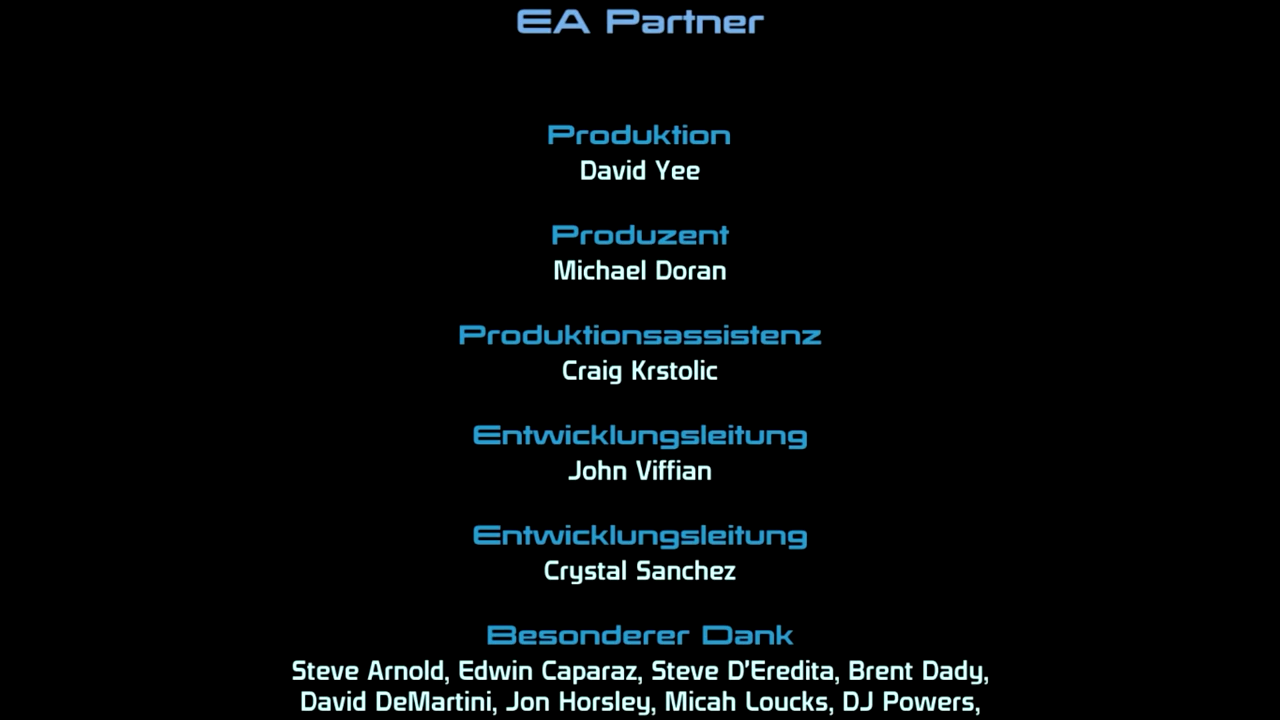 EA Partner
Produktion
David Yee
Produzent
Michael Doran
Produktionsassistenz
Craig Krstolic
Entwicklungsleitung
John Viffian
Entwicklungsleitung
Crystal Sanchez
Besonderer Dank
Steve Arnold, Edwin Caparaz, Steve D'Eredita, Brent Dady,
David DeMartini, Jon Horsley, Micah Loucks, DJ Powers,